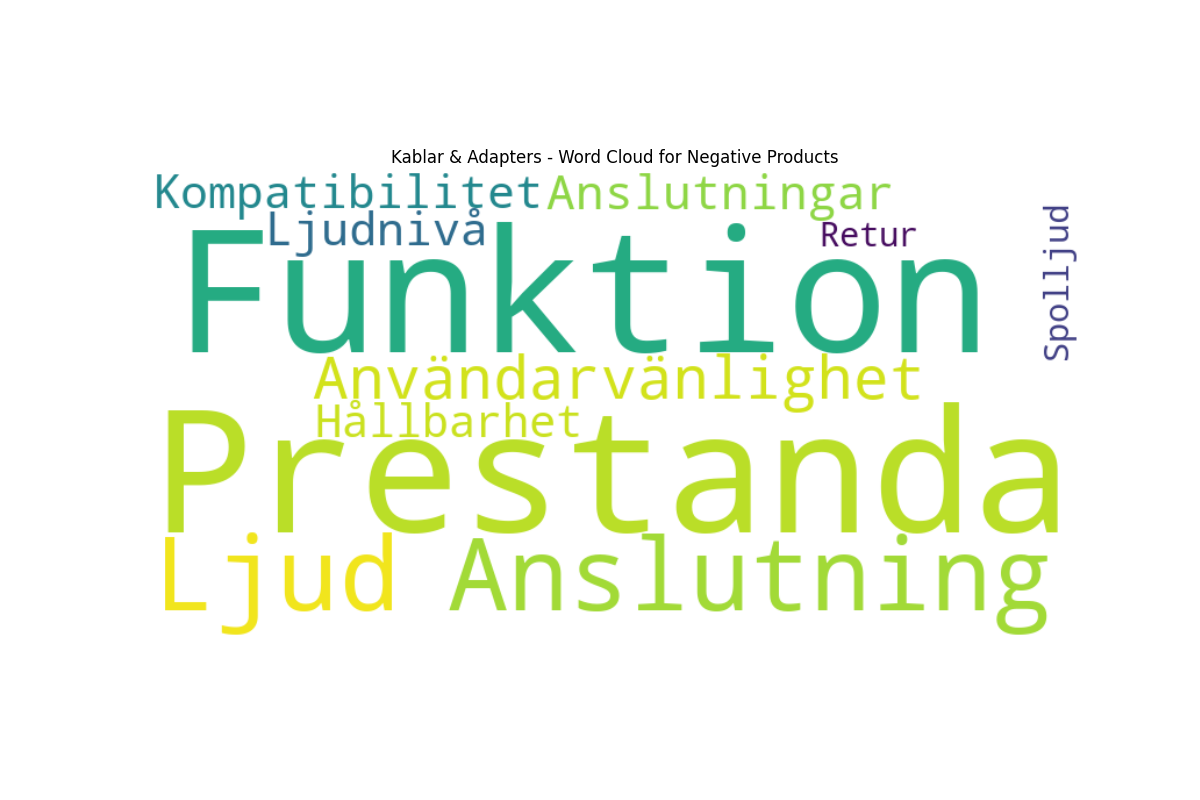 Kablar & Adapters - Word Cloud for Negative Products
Kompatibilitet Anslutningar
Ljudnivå
Retur
Spolljud
Funktion
Användarvänlighet
Hållbarhet
Prestanda
Ljud Anslutning